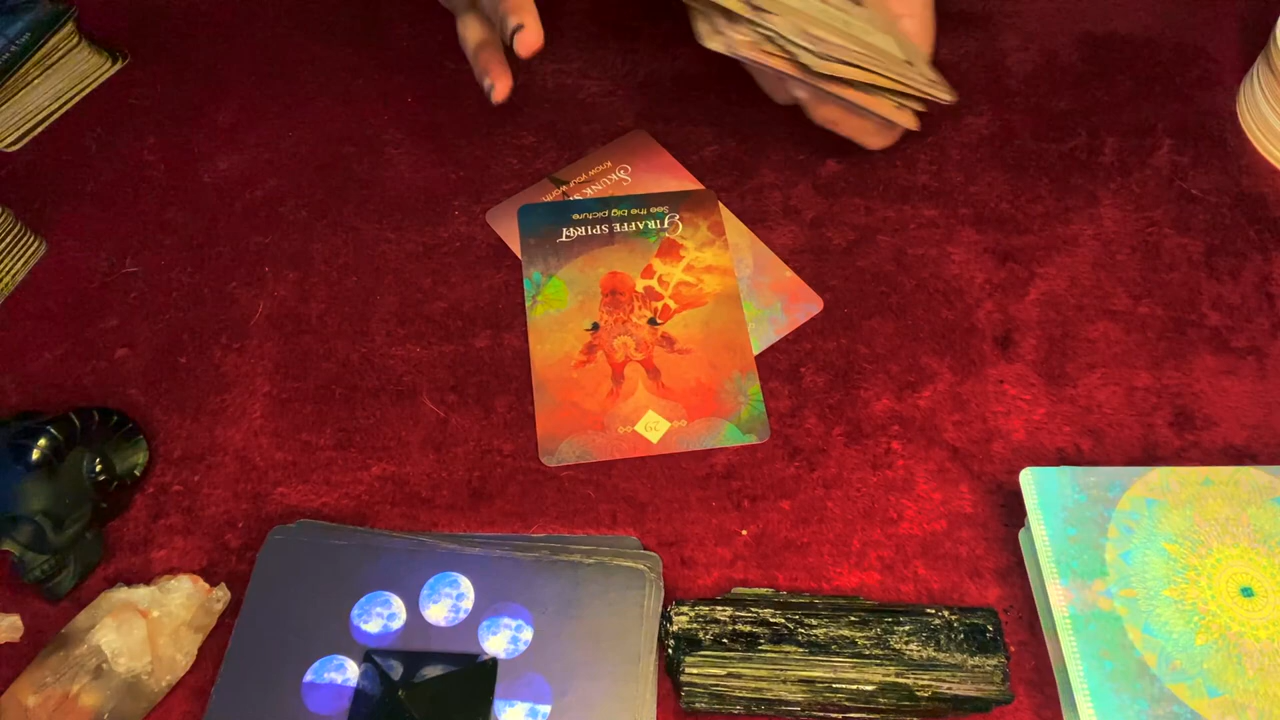 Skunk S
Know your worth.
Giraffe Spirit
See the big picture.
29